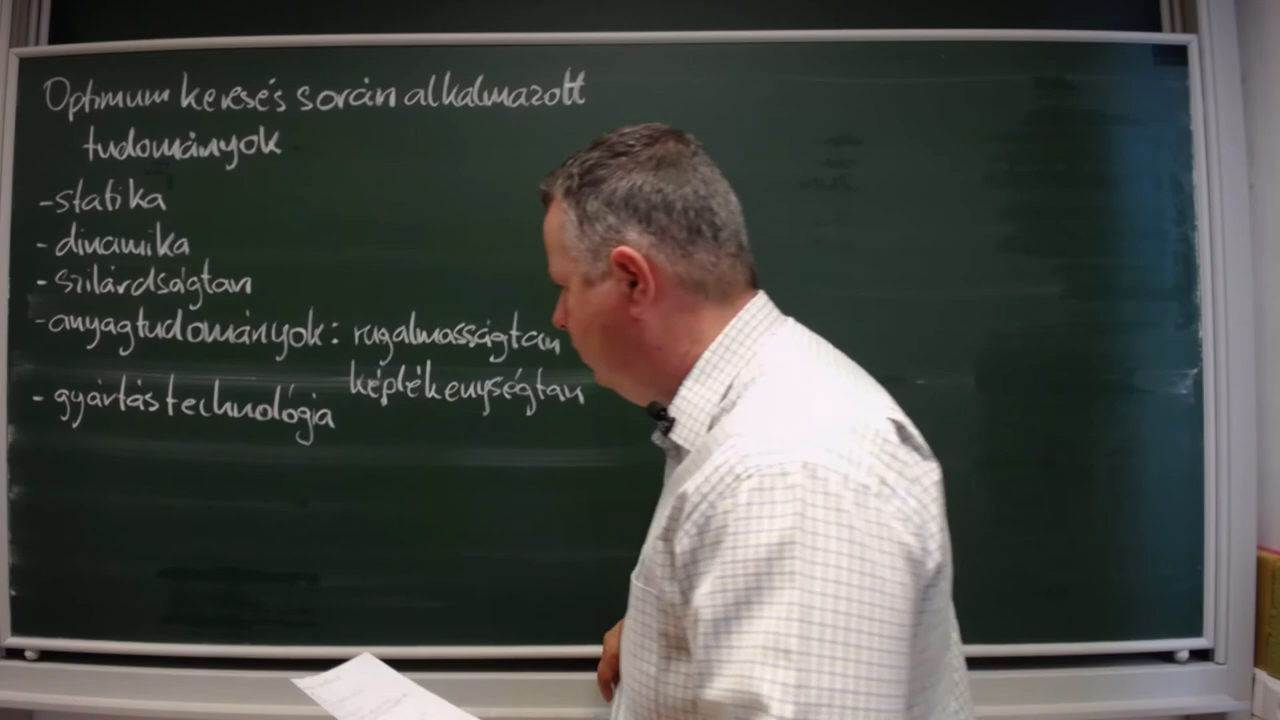 Optimum keresés során alkalmazott
tudományok
-statika
- dinamika
- szilárdságtan
-anyagtudományok: rugalmasságtan
képlékenységtan
- gyártástechnológia